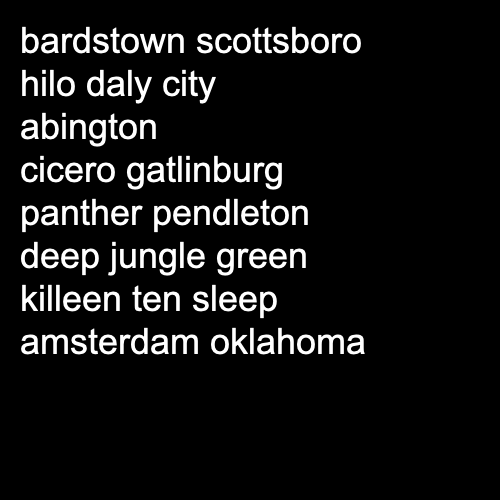 bardstown scottsboro
hilo daly city
abington
cicero gatlinburg
panther pendleton
deep jungle green
killeen ten sleep
amsterdam oklahoma